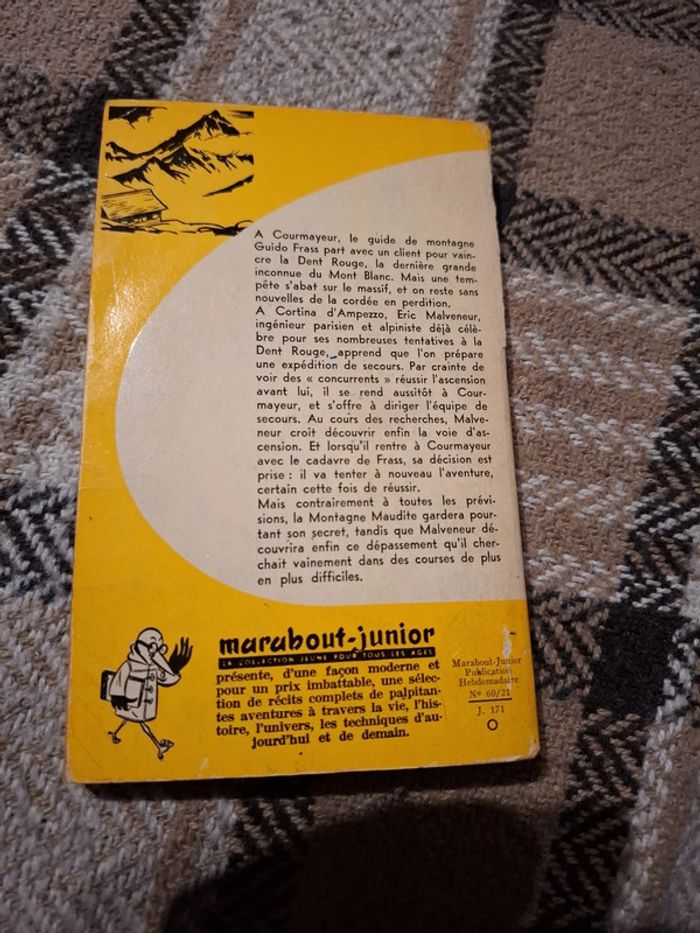 A Courmayeur, le guide de montagne
Guido Frass part avec un client pour vain-
cre la Dent Rouge, la dernière grande
inconnue du Mont Blanc. Mais une tem-
pête s'abat sur le massif, et on reste sans
nouvelles de la cordée en perdition.
A Cortina d'Ampezzo, Eric Malveneur,
ingénieur parisien et alpiniste déjà célè-
bre pour ses nombreuses tentatives à la
Dent Rouge, apprend que l'on prépare
une expédition de secours. Par crainte de
voir des « concurrents » réussir l'ascension
avant lui, il se rend aussitôt à Cour-
mayeur, et s'offre à diriger l'équipe de
secours. Au cours des recherches, Malve-
neur croit découvrir enfin la voie d'as-
cension. Et lorsqu'il rentre à Courmayeur
avec le cadavre de Frass, sa décision est
prise : il va tenter à nouveau l'aventure,
certain cette fois de réussir.
Mais contrairement à toutes les prévi-
sions, la Montagne Maudite gardera pour-
tant son secret, tandis que Malveneur dé-
couvrira enfin ce dépassement qu'il cher-
chait vainement dans des courses de plus
en plus difficiles.
marabout-junior
LA COLLECTION JEUNE POUR TOUS LES AGES
présente, d'une façon moderne et
pour un prix imbattable, une sélec-
tion de récits complets de palpitan-
tes aventures à travers la vie, l'his-
toire, l'univers, les techniques d'au-
jourd'hui et de demain.
Marabout-Junior
Publication
Hebdomadaire
N° 60/21
J. 171
O